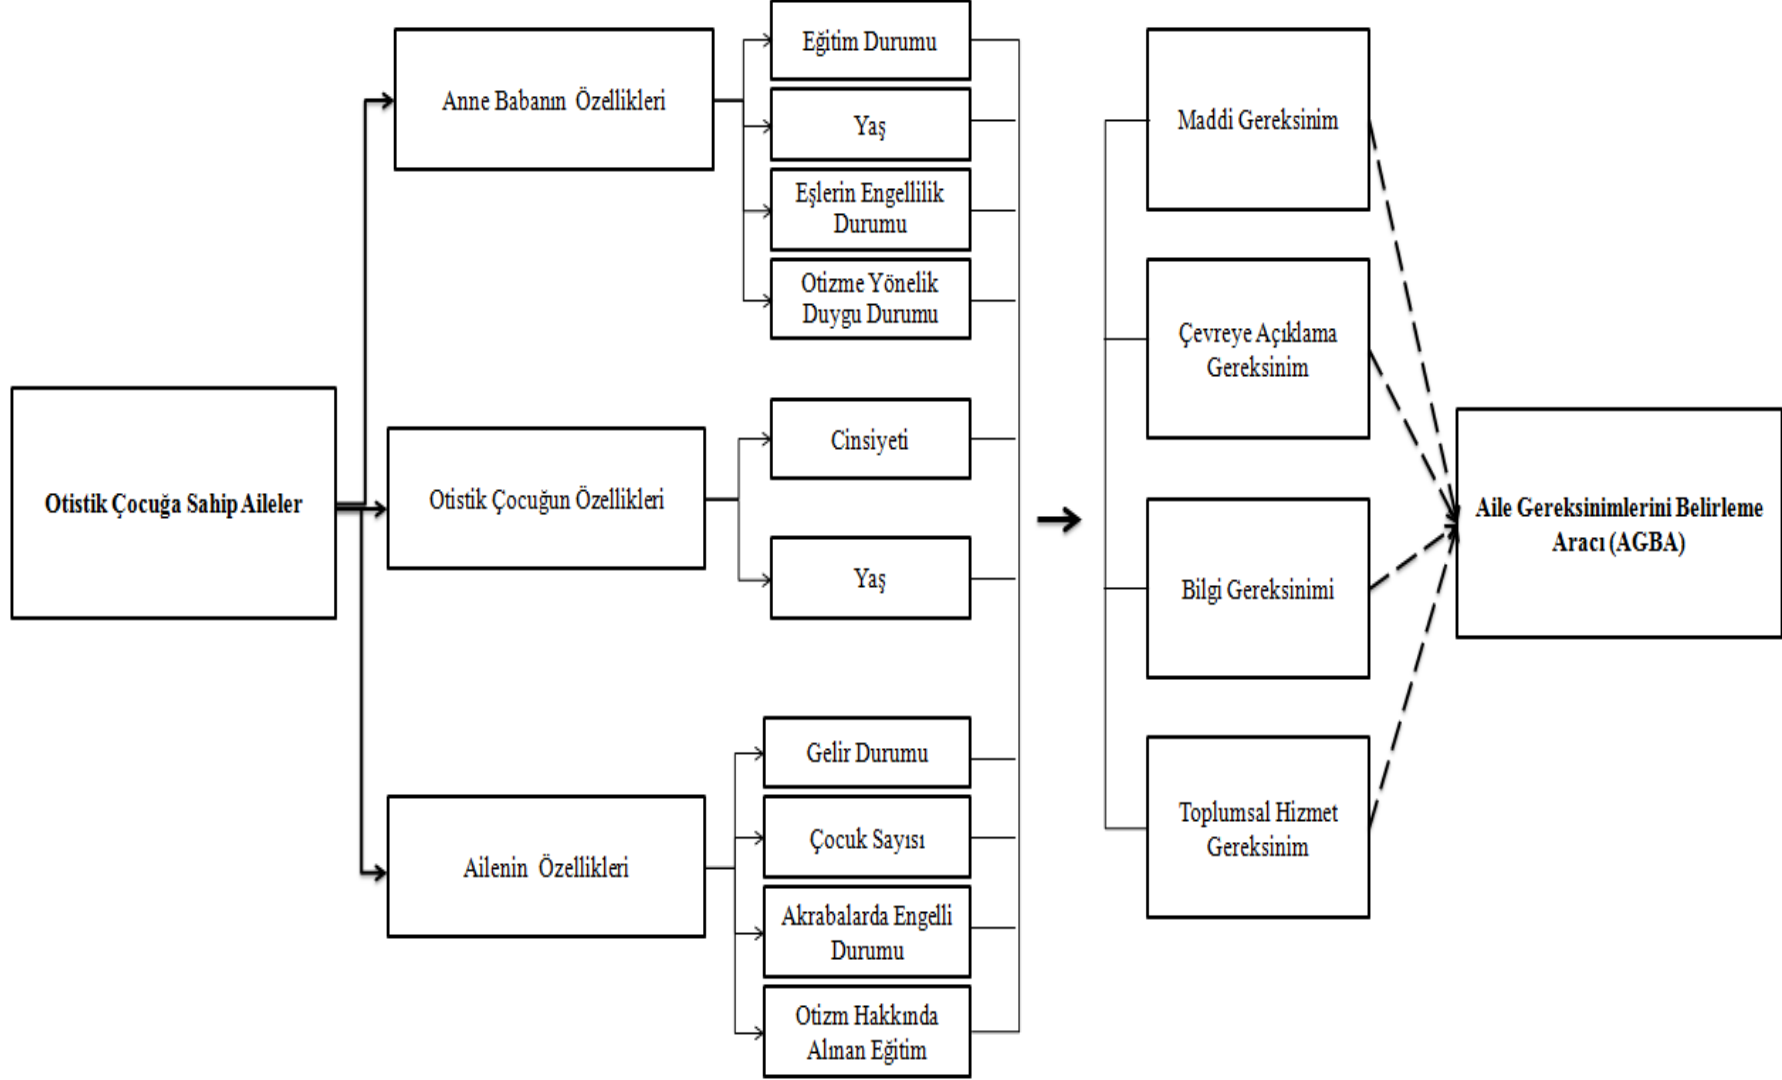 Otistik Çocuğa Sahip Aileler
Anne Babanın Özellikleri
Eğitim Durumu
Yaş
Eşlerin Engellilik
Durumu
Otizme Yönelik
Duygu Durumu
Otistik Çocuğun Özellikleri
Cinsiyeti
Yaş
Ailenin Özellikleri
Gelir Durumu
Çocuk Sayısı
Akrabalarda Engelli
Durumu
Otizm Hakkında
Alınan Eğitim
Maddi Gereksinim
Çevreye Açıklama
Gereksinim
Bilgi Gereksinimi
Toplumsal Hizmet
Gereksinim
Aile Gereksinimlerini Belirleme
Aracı (AGBA)